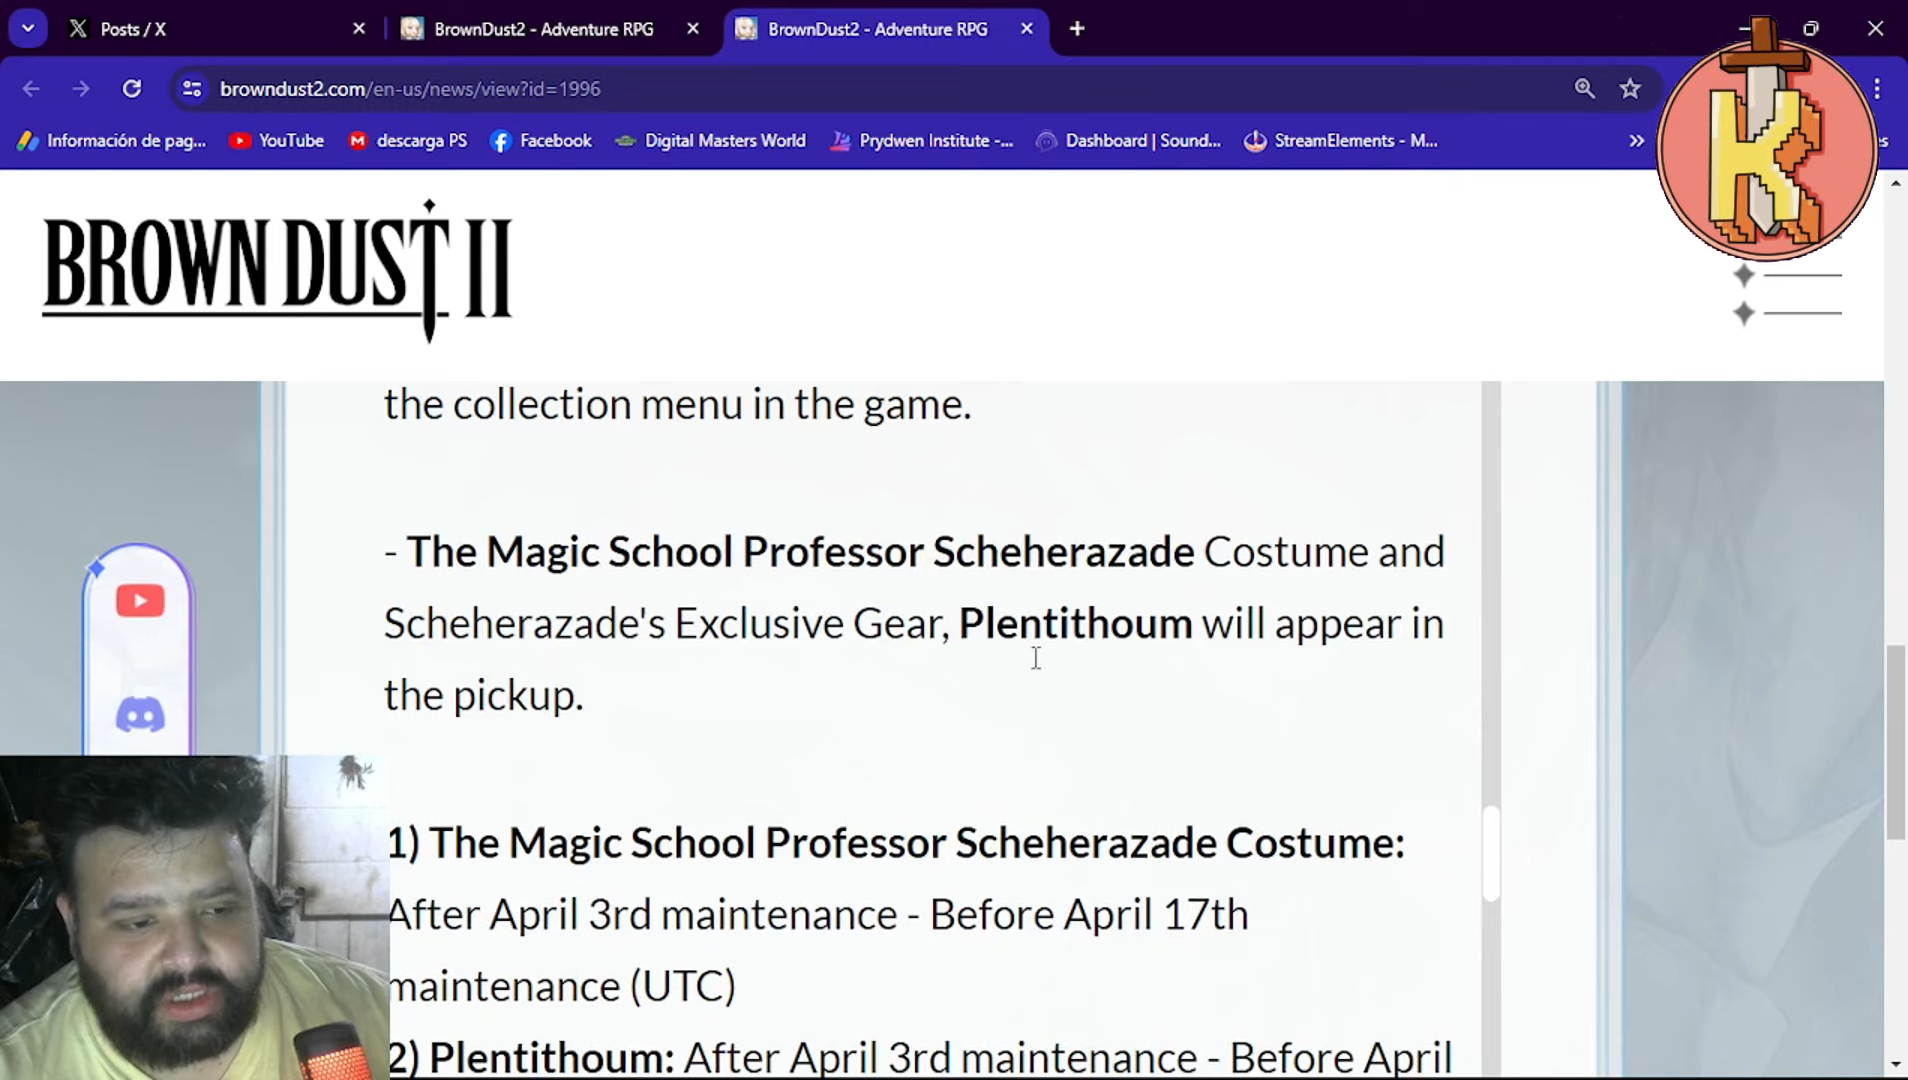 Posts / X
BrownDust2 - Adventure RPG
BrownDust2 - Adventure RPG
browndust2.com/en-us/news/view?id=1996
Información de pag...
YouTube
descarga PS
Facebook
Digital Masters World
Prydwen Institute -...
Dashboard | Sound...
StreamElements - M...
BROWN DUST II
the collection menu in the game.
- The Magic School Professor Scheherazade Costume and
Scheherazade's Exclusive Gear, Plentithoum will appear in
the pickup.
1) The Magic School Professor Scheherazade Costume:
After April 3rd maintenance - Before April 17th
maintenance (UTC)
2) Plentithoum: After April 3rd maintenance - Before April